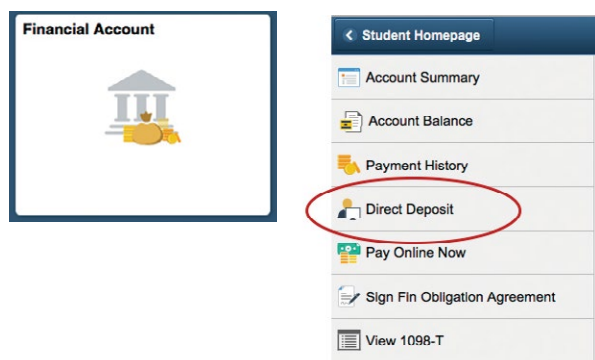 Financial Account
Student Homepage
Account Summary
Account Balance
Payment History
Direct Deposit
Pay Online Now
Sign Fin Obligation Agreement
View 1098-T